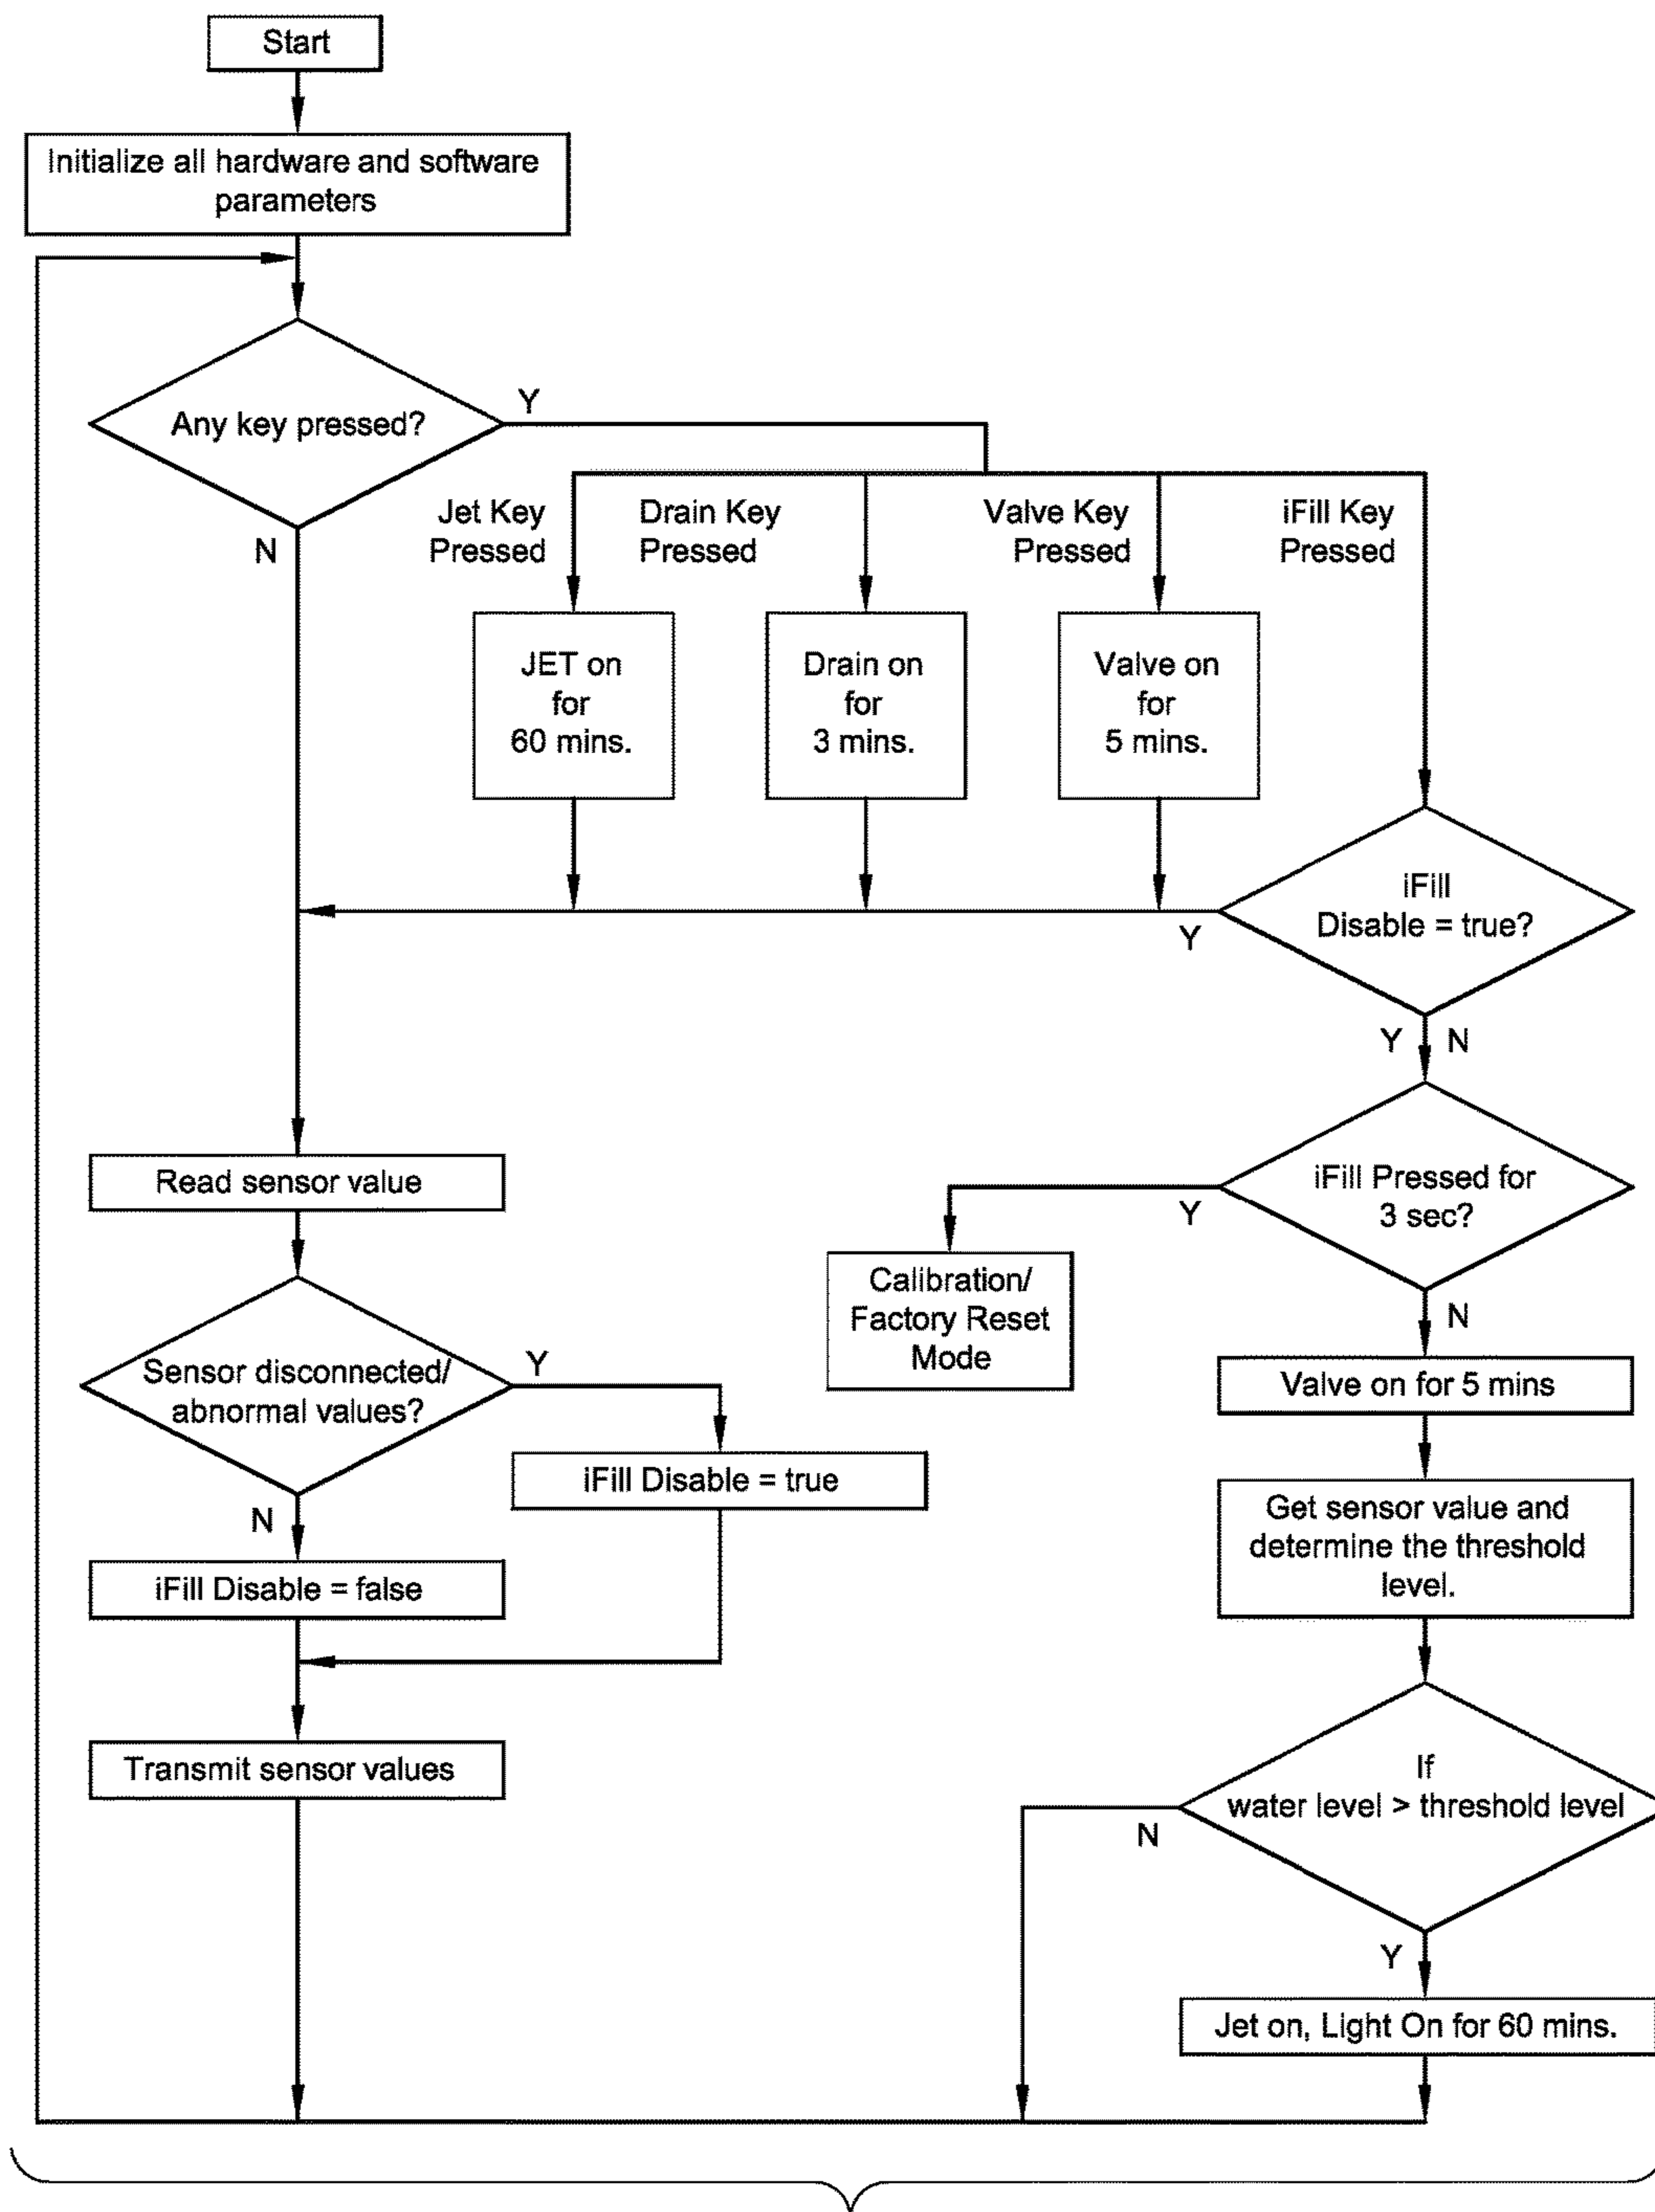 Start
Initialize all hardware and software
parameters
Any key pressed?
Y
N
Jet Key
Pressed
Drain Key
Pressed
Valve Key
Pressed
iFill Key
Pressed
JET on
for
60 mins.
Drain on
for
3 mins.
Valve on
for
5 mins.
iFill
Disable = true?
Y
Y
N
Read sensor value
iFill Pressed for
3 sec?
Y
N
Calibration/
Factory Reset
Mode
Sensor disconnected/
abnormal values?
Y
N
iFill Disable = true
iFill Disable = false
Valve on for 5 mins
Get sensor value and
determine the threshold
level.
Transmit sensor values
If
water level > threshold level
N
Y
Jet on, Light On for 60 mins.